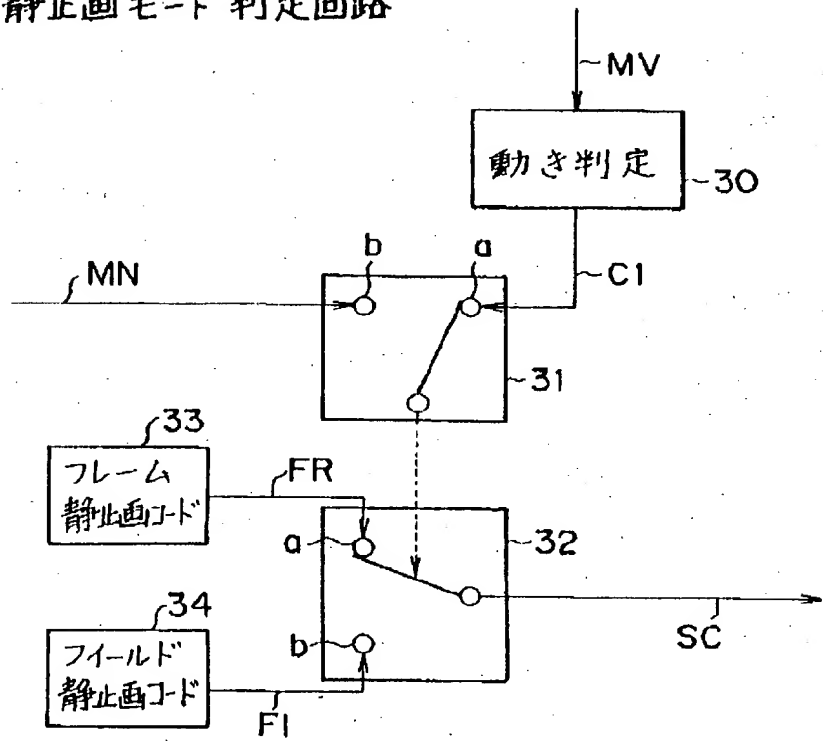 静止画モード判定回路
MV
動き判定
30
b
a
C1
MN
31
33
フレーム
静止画コード
FR
a
32
34
フィールド
静止画コード
b
SC
FI